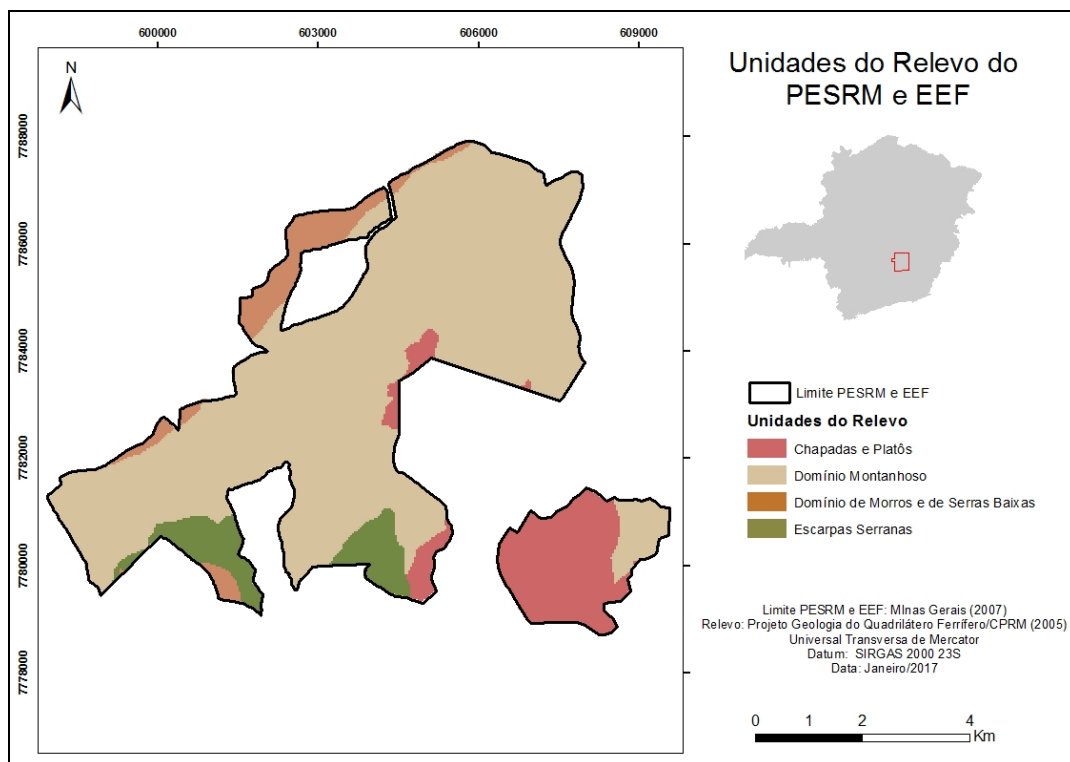 600000
603000
606000
609000
N
7788000
7786000
7784000
7782000
7780000
7778000
Unidades do Relevo do
PESRM e EEF
Limite PESRM e EEF
Unidades do Relevo
Chapadas e Platôs
Domínio Montanhoso
Domínio de Morros e de Serras Baixas
Escarpas Serranas
Limite PESRM e EEF: MInas Gerais (2007)
Relevo: Projeto Geologia do Quadrilátero Ferrífero/CPRM (2005)
Universal Transversa de Mercator
Datum: SIRGAS 2000 23S
Data: Janeiro/2017
0 2 4
Km